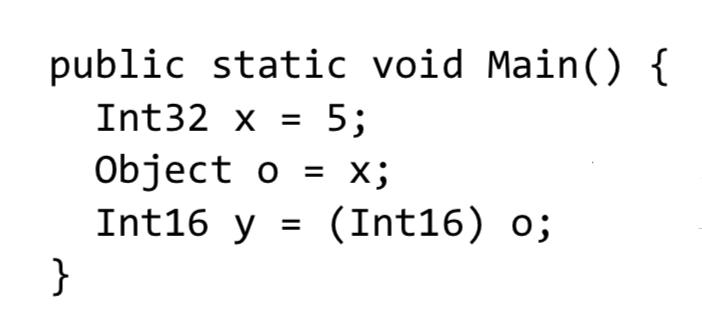 public static void Main() {
  Int32 x = 5;
  Object o = x;
  Int16 y = (Int16) o;
}